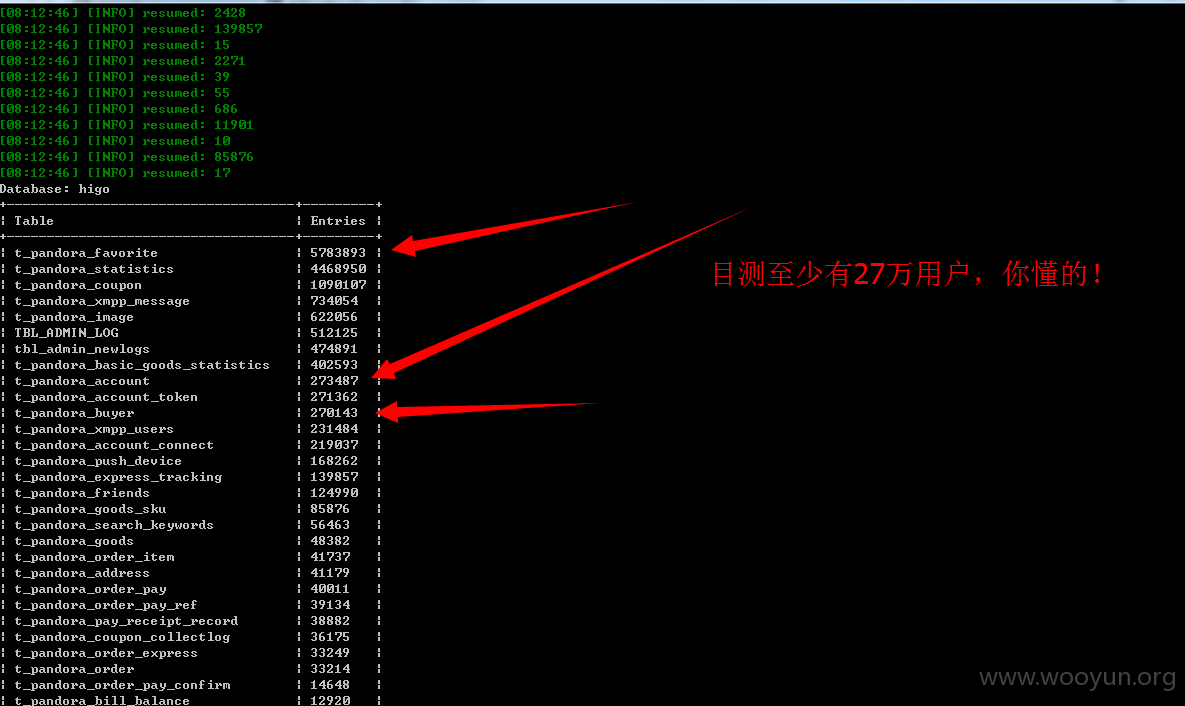 [08:12:46] [INFO] resumed: 2428
[08:12:46] [INFO] resumed: 139857
[08:12:46] [INFO] resumed: 15
[08:12:46] [INFO] resumed: 2271
[08:12:46] [INFO] resumed: 39
[08:12:46] [INFO] resumed: 55
[08:12:46] [INFO] resumed: 686
[08:12:46] [INFO] resumed: 11901
[08:12:46] [INFO] resumed: 10
[08:12:46] [INFO] resumed: 85876
[08:12:46] [INFO] resumed: 17
Database: higo
+------------------------------------+---------+
| Table | Entries |
+------------------------------------+---------+
| t_pandora_favorite | 5783893 |
| t_pandora_statistics | 4468950 |
| t_pandora_coupon | 1090107 |
| t_pandora_xmpp_message | 734054 |
| t_pandora_image | 622056 |
| TBL_ADMIN_LOG | 512125 |
| tbl_admin_newlogs | 474891 |
| t_pandora_basic_goods_statistics | 402593 |
| t_pandora_account | 273487 |
| t_pandora_account_token | 271362 |
| t_pandora_buyer | 270143 |
| t_pandora_xmpp_users | 231484 |
| t_pandora_account_connect | 219037 |
| t_pandora_push_device | 168262 |
| t_pandora_express_tracking | 139857 |
| t_pandora_friends | 124990 |
| t_pandora_goods_sku | 85876 |
| t_pandora_search_keywords | 56463 |
| t_pandora_goods | 48382 |
| t_pandora_order_item | 41737 |
| t_pandora_address | 41179 |
| t_pandora_order_pay | 40011 |
| t_pandora_order_pay_ref | 39134 |
| t_pandora_pay_receipt_record | 38882 |
| t_pandora_coupon_collectlog | 36175 |
| t_pandora_order_express | 33249 |
| t_pandora_order | 33214 |
| t_pandora_order_pay_confirm | 14648 |
| t_pandora_bill_balance | 12920 |
目测至少有27万用户，你懂的！
www.wooyun.org